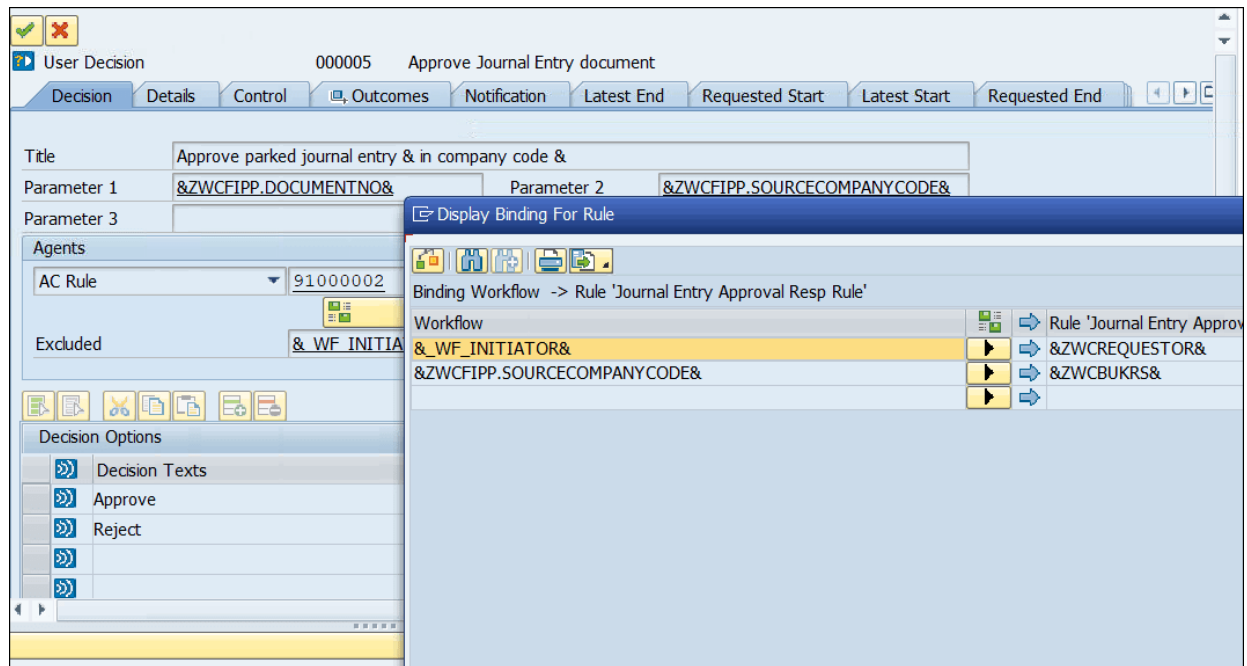 User Decision 000005 Approve Journal Entry document
Decision Details Control Outcomes Notification Latest End Requested Start Latest Start Requested End
Title Approve parked journal entry & in company code &
Parameter 1 &ZWCFIPP.DOCUMENTNO& Parameter 2 &ZWCFIPP.SOURCECOMPANYCODE&
Parameter 3
Agents
AC Rule 91000002
Excluded &_WF_INITIA
Decision Options
Decision Texts
Approve
Reject
Display Binding For Rule
Binding Workflow -> Rule 'Journal Entry Approval Resp Rule'
Workflow Rule 'Journal Entry Approv
&_WF_INITIATOR& &ZWCREQUESTOR&
&ZWCFIPP.SOURCECOMPANYCODE& &ZWCBUKRS&